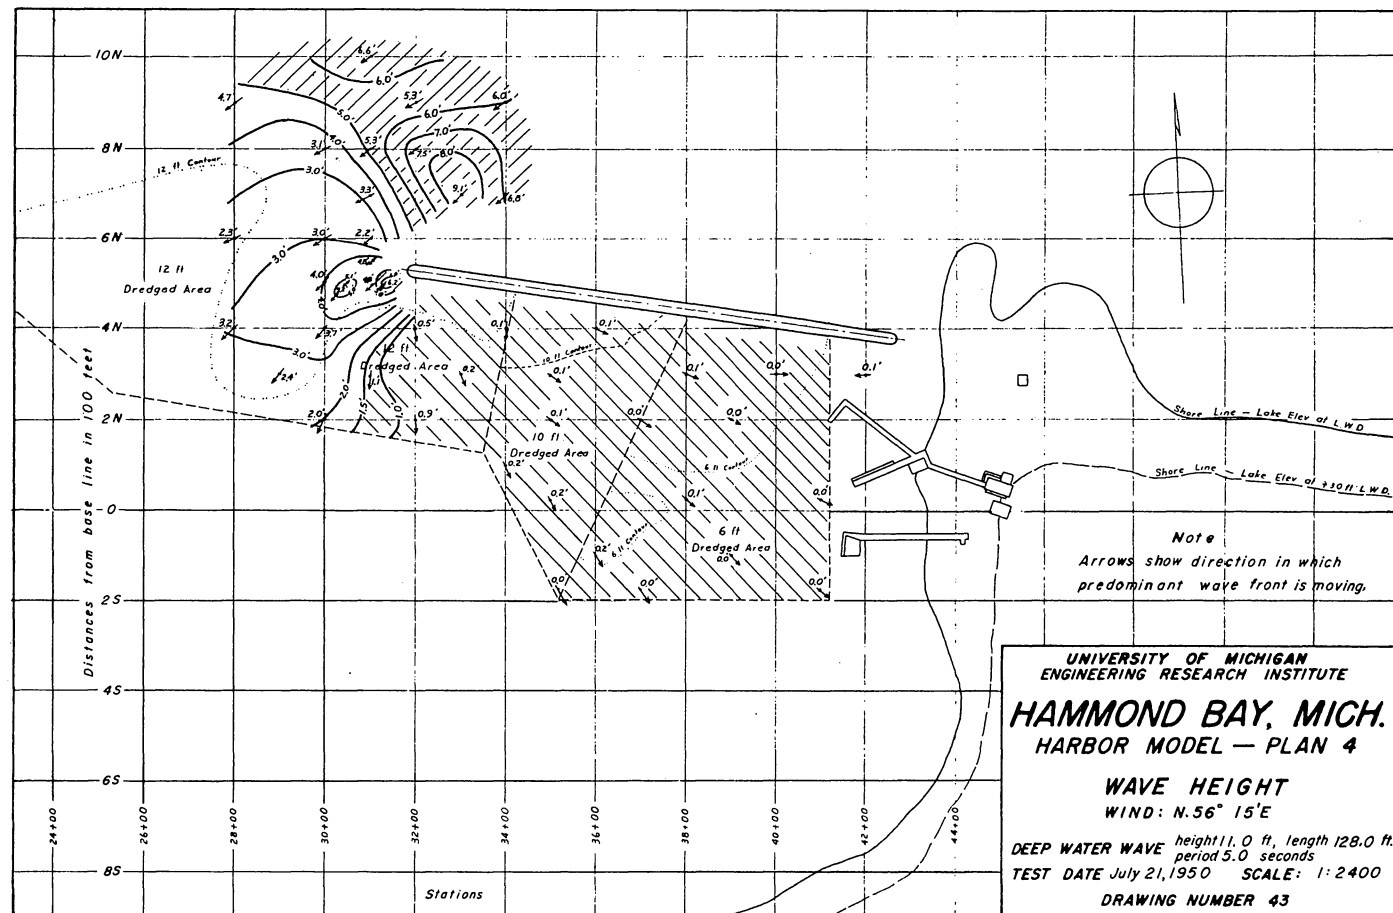 10N
8N
6N
4N
2N
0
2S
4S
6S
8S
Distances from base line in 100 feet
24+00
26+00
28+00
30+00
32+00
34+00
36+00
38+00
40+00
42+00
44+00
Stations
6.6'
6.0'
4.7'
5.3'
6.0'
5.0'
6.0'
7.0'
4.0'
5.3'
3.1'
7.5'
8.0'
12 ft Contour
3.0'
3.3'
9.1'
6.8'
2.3'
3.0'
2.2'
3.0'
4.0'
12 ft
Dredged Area
3.2'
3.7'
0.5'
0.1'
0.1'
3.0'
12 ft
Dredged Area
10 ft Contour
2.4'
1.1'
0.2
0.1'
0.1'
0.0'
0.1'
2.0'
1.5'
1.0'
2.0'
0.9'
0.1'
0.0'
0.0'
10 ft
Dredged Area
6 ft Contour
0.2'
0.2'
0.1'
0.0'
6 ft Contour
6 ft
Dredged Area
0.2'
0.0'
0.0'
0.0'
0.0'
Shore Line - Lake Elev at L.W.D
Shore Line - Lake Elev at +3.0 ft L.W.D.
Note
Arrows show direction in which
predominant wave front is moving.
UNIVERSITY OF MICHIGAN
ENGINEERING RESEARCH INSTITUTE
HAMMOND BAY, MICH.
HARBOR MODEL — PLAN 4
WAVE HEIGHT
WIND: N.56° 15'E
DEEP WATER WAVE height 11.0 ft, length 128.0 ft.
period 5.0 seconds
TEST DATE July 21, 1950 SCALE: 1:2400
DRAWING NUMBER 43